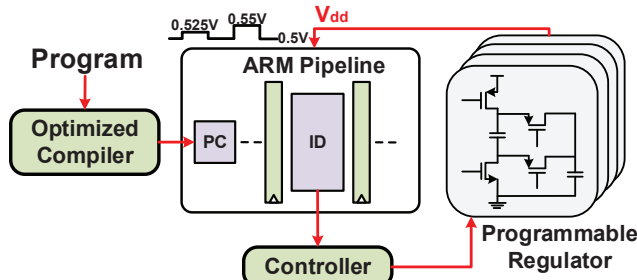 0.525V
0.55V
0.5V
Vdd
Program
ARM Pipeline
Optimized
Compiler
PC
ID
Controller
Programmable
Regulator